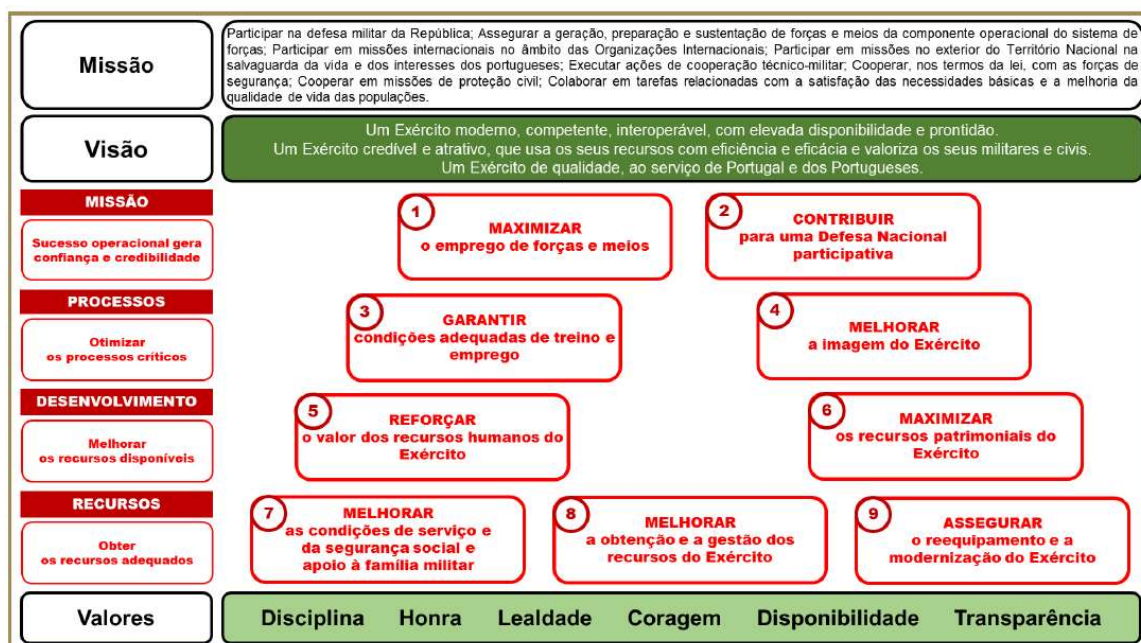 Missão
Participar na defesa militar da República; Assegurar a geração, preparação e sustentação de forças e meios da componente operacional do sistema de
forças; Participar em missões internacionais no âmbito das Organizações Internacionais; Participar em missões no exterior do Território Nacional na
salvaguarda da vida e dos interesses dos portugueses; Executar ações de cooperação técnico-militar; Cooperar, nos termos da lei, com as forças de
segurança; Cooperar em missões de proteção civil; Colaborar em tarefas relacionadas com a satisfação das necessidades básicas e a melhoria da
qualidade de vida das populações.
Visão
Um Exército moderno, competente, interoperável, com elevada disponibilidade e prontidão.
Um Exército credível e atrativo, que usa os seus recursos com eficiência e eficácia e valoriza os seus militares e civis.
Um Exército de qualidade, ao serviço de Portugal e dos Portugueses.
MISSÃO
Sucesso operacional gera
confiança e credibilidade
1
MAXIMIZAR
o emprego de forças e meios
2
CONTRIBUIR
para uma Defesa Nacional
participativa
PROCESSOS
Otimizar
os processos críticos
3
GARANTIR
condições adequadas de treino e
emprego
4
MELHORAR
a imagem do Exército
DESENVOLVIMENTO
Melhorar
os recursos disponíveis
5
REFORÇAR
o valor dos recursos humanos do
Exército
6
MAXIMIZAR
os recursos patrimoniais do
Exército
RECURSOS
Obter
os recursos adequados
7
MELHORAR
as condições de serviço e
da segurança social e
apoio à família militar
8
MELHORAR
a obtenção e a gestão dos
recursos do Exército
9
ASSEGURAR
o reequipamento e a
modernização do Exército
Valores
Disciplina Honra Lealdade Coragem Disponibilidade Transparência